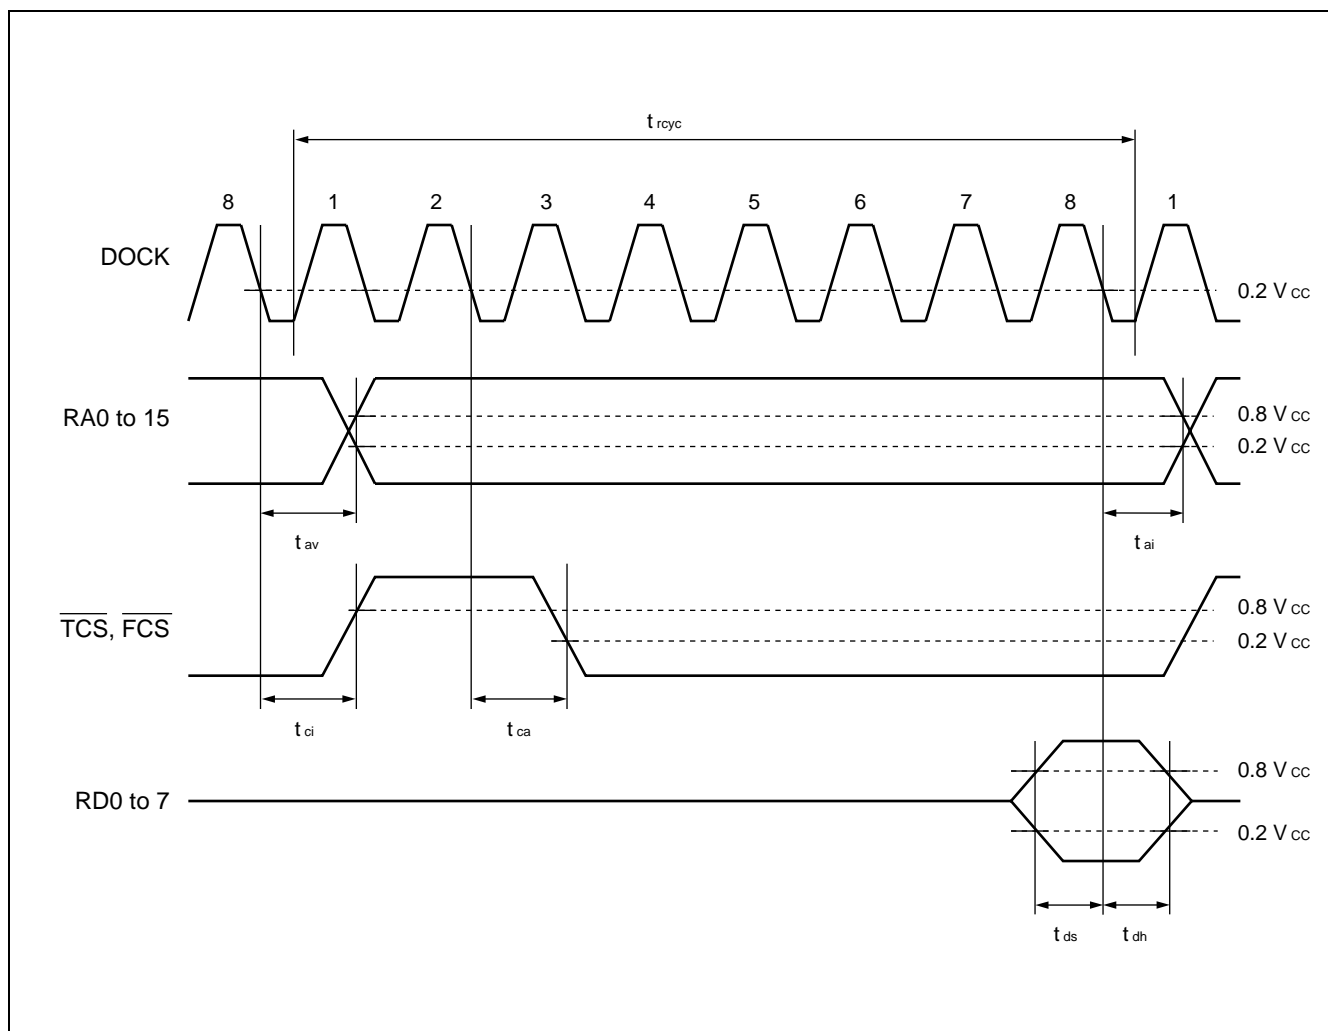 t rcyc
8 1 2 3 4 5 6 7 8 1
DOCK
0.2 V CC
RA0 to 15
0.8 V CC
0.2 V CC
t av
t ai
TCS, FCS
0.8 V CC
0.2 V CC
t ci
t ca
RD0 to 7
0.8 V CC
0.2 V CC
t ds
t dh